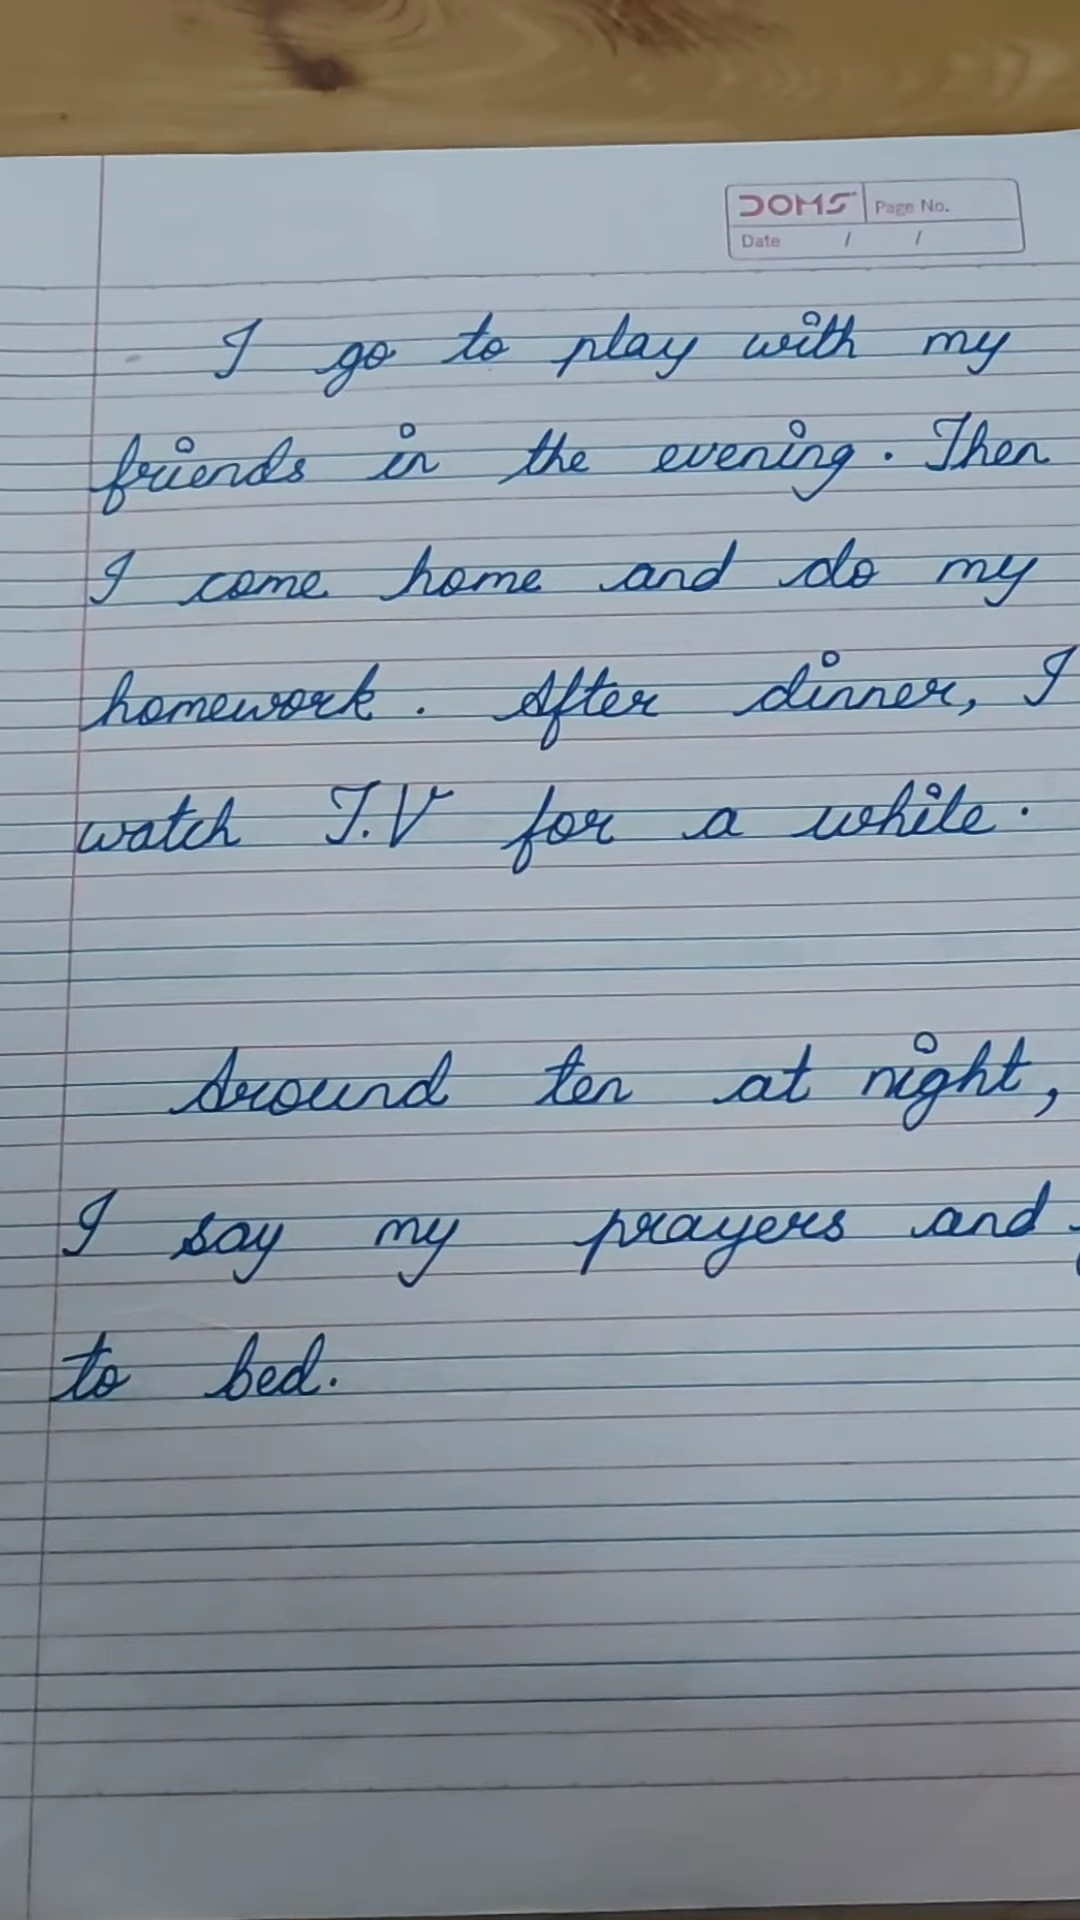 DOMS Page No.
Date / /
I go to play with my
friends in the evening. Then
I come home and do my
homework. After dinner, I
watch T.V for a while.
Around ten at night,
I say my prayers and
to bed.